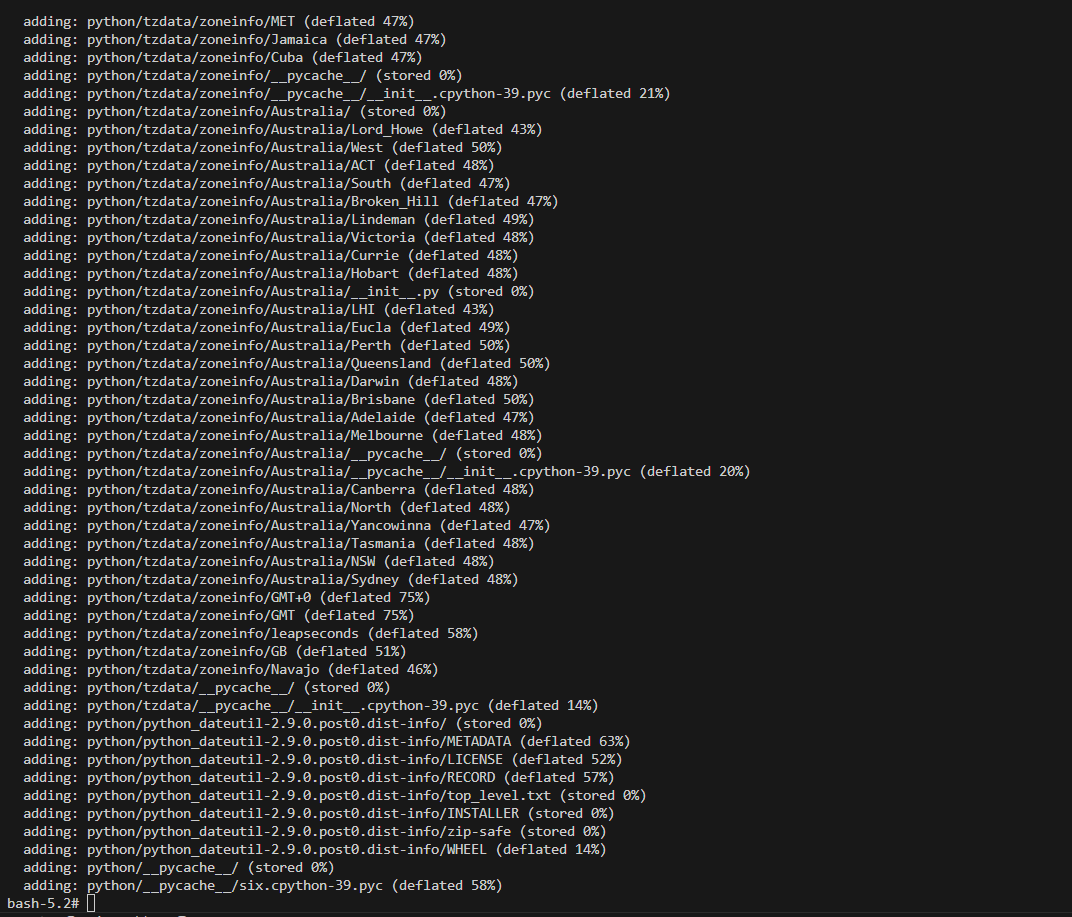 adding: python/tzdata/zoneinfo/MET (deflated 47%)
adding: python/tzdata/zoneinfo/Jamaica (deflated 47%)
adding: python/tzdata/zoneinfo/Cuba (deflated 47%)
adding: python/tzdata/zoneinfo/__pycache__/ (stored 0%)
adding: python/tzdata/zoneinfo/__pycache__/__init__.cpython-39.pyc (deflated 21%)
adding: python/tzdata/zoneinfo/Australia/ (stored 0%)
adding: python/tzdata/zoneinfo/Australia/Lord_Howe (deflated 43%)
adding: python/tzdata/zoneinfo/Australia/West (deflated 50%)
adding: python/tzdata/zoneinfo/Australia/ACT (deflated 48%)
adding: python/tzdata/zoneinfo/Australia/South (deflated 47%)
adding: python/tzdata/zoneinfo/Australia/Broken_Hill (deflated 47%)
adding: python/tzdata/zoneinfo/Australia/Lindeman (deflated 49%)
adding: python/tzdata/zoneinfo/Australia/Victoria (deflated 48%)
adding: python/tzdata/zoneinfo/Australia/Currie (deflated 48%)
adding: python/tzdata/zoneinfo/Australia/Hobart (deflated 48%)
adding: python/tzdata/zoneinfo/Australia/__init__.py (stored 0%)
adding: python/tzdata/zoneinfo/Australia/LHI (deflated 43%)
adding: python/tzdata/zoneinfo/Australia/Eucla (deflated 49%)
adding: python/tzdata/zoneinfo/Australia/Perth (deflated 50%)
adding: python/tzdata/zoneinfo/Australia/Queensland (deflated 50%)
adding: python/tzdata/zoneinfo/Australia/Darwin (deflated 48%)
adding: python/tzdata/zoneinfo/Australia/Brisbane (deflated 50%)
adding: python/tzdata/zoneinfo/Australia/Adelaide (deflated 47%)
adding: python/tzdata/zoneinfo/Australia/Melbourne (deflated 48%)
adding: python/tzdata/zoneinfo/Australia/__pycache__/ (stored 0%)
adding: python/tzdata/zoneinfo/Australia/__pycache__/__init__.cpython-39.pyc (deflated 20%)
adding: python/tzdata/zoneinfo/Australia/Canberra (deflated 48%)
adding: python/tzdata/zoneinfo/Australia/North (deflated 48%)
adding: python/tzdata/zoneinfo/Australia/Yancowinna (deflated 47%)
adding: python/tzdata/zoneinfo/Australia/Tasmania (deflated 48%)
adding: python/tzdata/zoneinfo/Australia/NSW (deflated 48%)
adding: python/tzdata/zoneinfo/Australia/Sydney (deflated 48%)
adding: python/tzdata/zoneinfo/GMT+0 (deflated 75%)
adding: python/tzdata/zoneinfo/GMT (deflated 75%)
adding: python/tzdata/zoneinfo/leapseconds (deflated 58%)
adding: python/tzdata/zoneinfo/GB (deflated 51%)
adding: python/tzdata/zoneinfo/Navajo (deflated 46%)
adding: python/tzdata/__pycache__/ (stored 0%)
adding: python/tzdata/__pycache__/__init__.cpython-39.pyc (deflated 14%)
adding: python/python_dateutil-2.9.0.post0.dist-info/ (stored 0%)
adding: python/python_dateutil-2.9.0.post0.dist-info/METADATA (deflated 63%)
adding: python/python_dateutil-2.9.0.post0.dist-info/LICENSE (deflated 52%)
adding: python/python_dateutil-2.9.0.post0.dist-info/RECORD (deflated 57%)
adding: python/python_dateutil-2.9.0.post0.dist-info/top_level.txt (stored 0%)
adding: python/python_dateutil-2.9.0.post0.dist-info/INSTALLER (stored 0%)
adding: python/python_dateutil-2.9.0.post0.dist-info/zip-safe (stored 0%)
adding: python/python_dateutil-2.9.0.post0.dist-info/WHEEL (deflated 14%)
adding: python/__pycache__/ (stored 0%)
adding: python/__pycache__/six.cpython-39.pyc (deflated 58%)
bash-5.2#